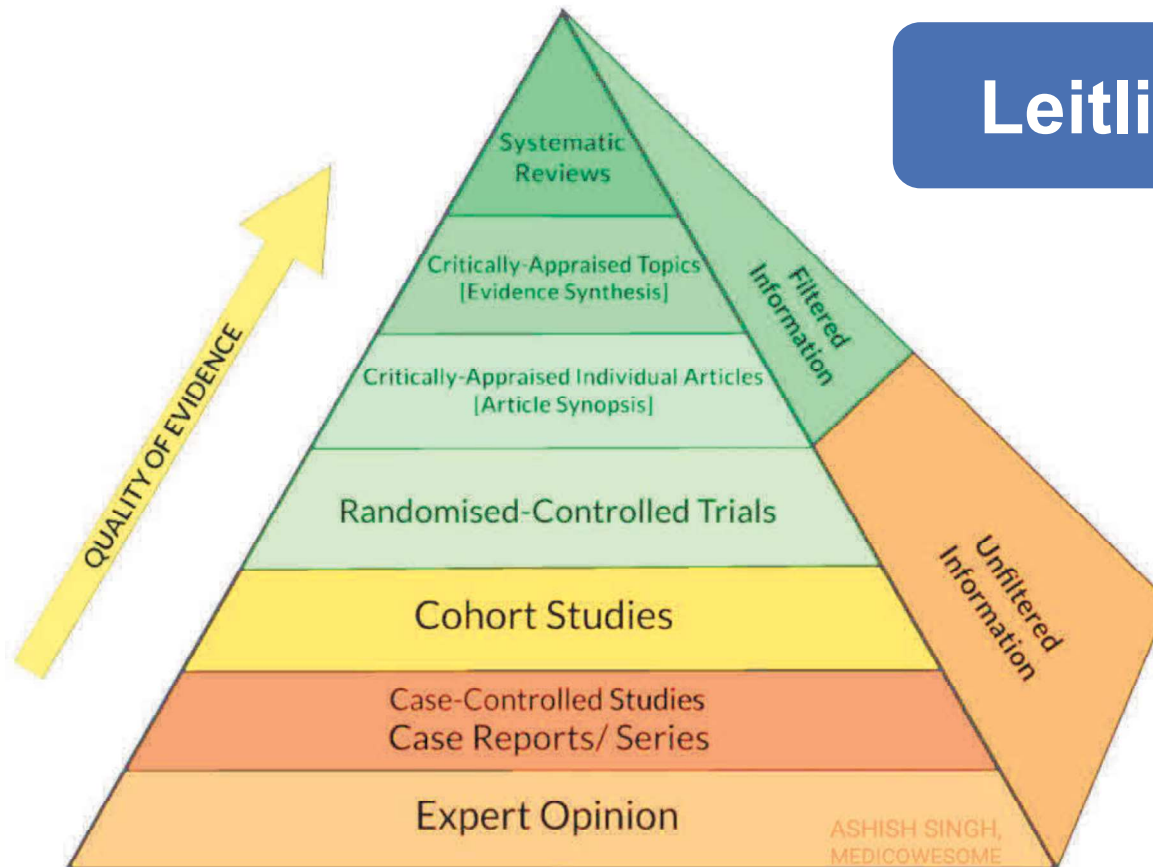 Systematic
Reviews
Critically-Appraised Topics
[Evidence Synthesis]
Critically-Appraised Individual Articles
[Article Synopsis]
Randomised-Controlled Trials
Cohort Studies
Case-Controlled Studies
Case Reports/ Series
Expert Opinion
QUALITY OF EVIDENCE
Filtered
Information
Unfiltered
Information
Leitli
ASHISH SINGH,
MEDICOWESOME